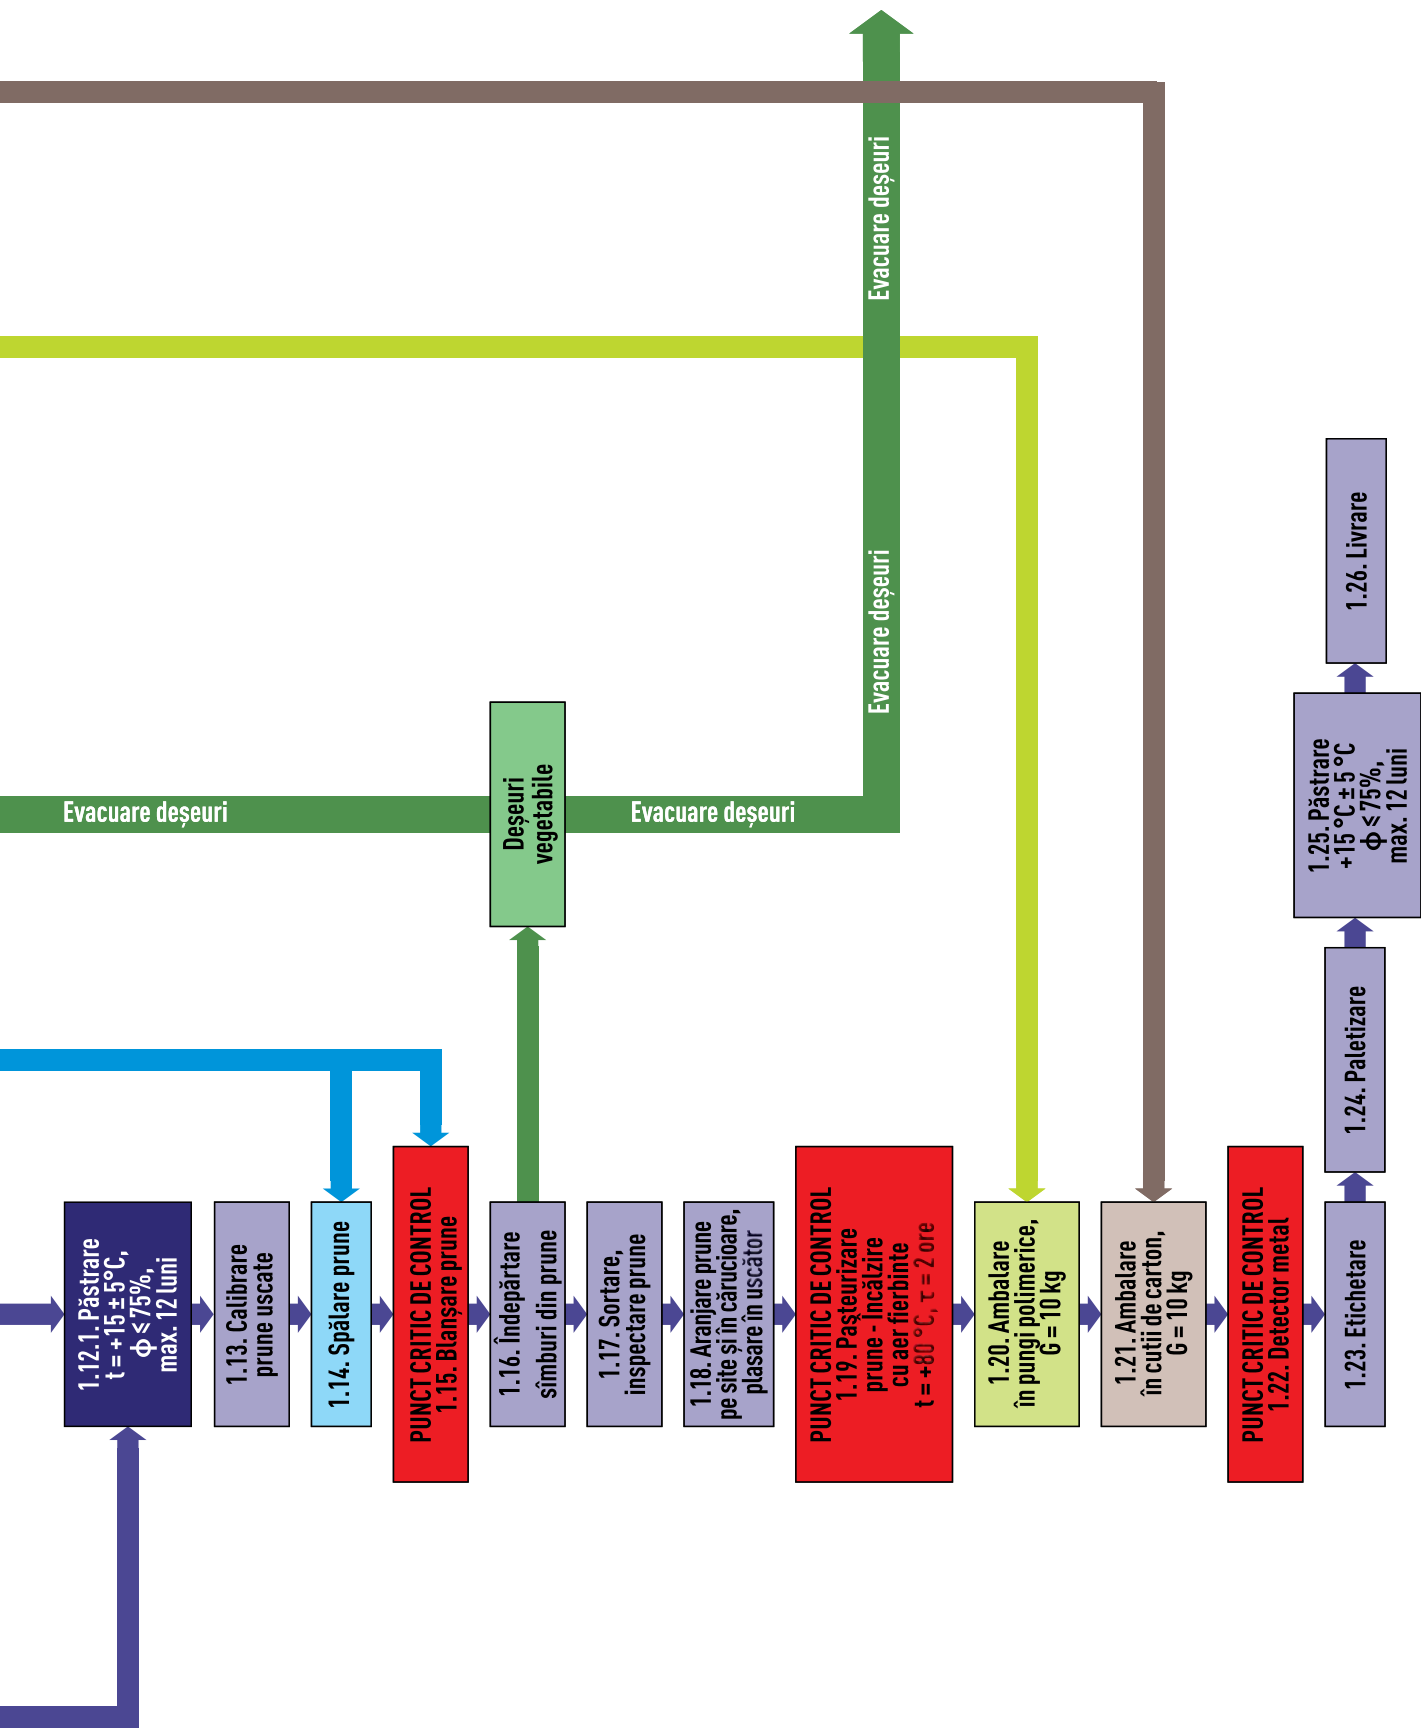 1.12.1. Păstrare
t = +15 ± 5°C,
Φ ≤ 75%,
max. 12 luni
1.13. Calibrare
prune uscate
1.14. Spălare prune
PUNCT CRITIC DE CONTROL
1.15. Blanșare prune
1.16. Îndepărtare
sîmburi din prune
Deșeuri
vegetabile
Evacuare deșeuri
Evacuare deșeuri
Evacuare deșeuri
Evacuare deșeuri
1.17. Sortare,
inspectare prune
1.18. Aranjare prune
pe site și în cărucioare,
plasare în uscător
PUNCT CRITIC DE CONTROL
1.19. Pașteurizare
prune - Încălzire
cu aer fierbinte
t = +80 °C, τ = 2 ore
1.20. Ambalare
în pungi polimerice,
G = 10 kg
1.21. Ambalare
în cutii de carton,
G = 10 kg
PUNCT CRITIC DE CONTROL
1.22. Detector metal
1.23. Etichetare
1.24. Paletizare
1.25. Păstrare
+15 °C ± 5 °C
Φ ≤ 75%,
max. 12 luni
1.26. Livrare